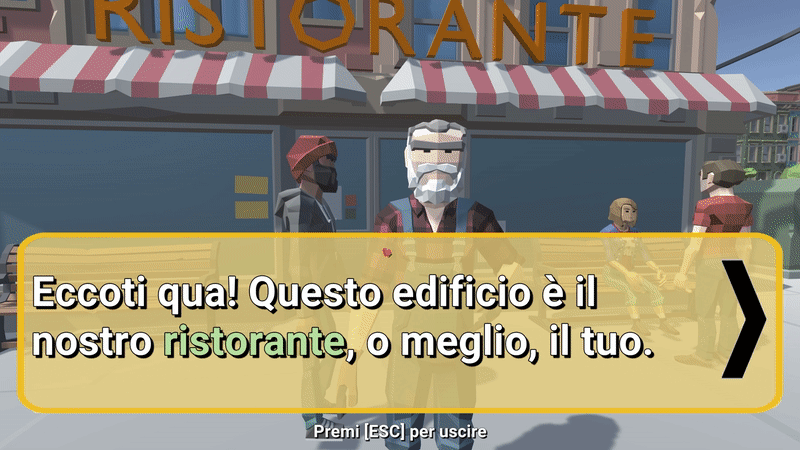 RISTORANTE
Eccoti qua! Questo edificio è il
nostro ristorante, o meglio, il tuo.
Premi [ESC] per uscire